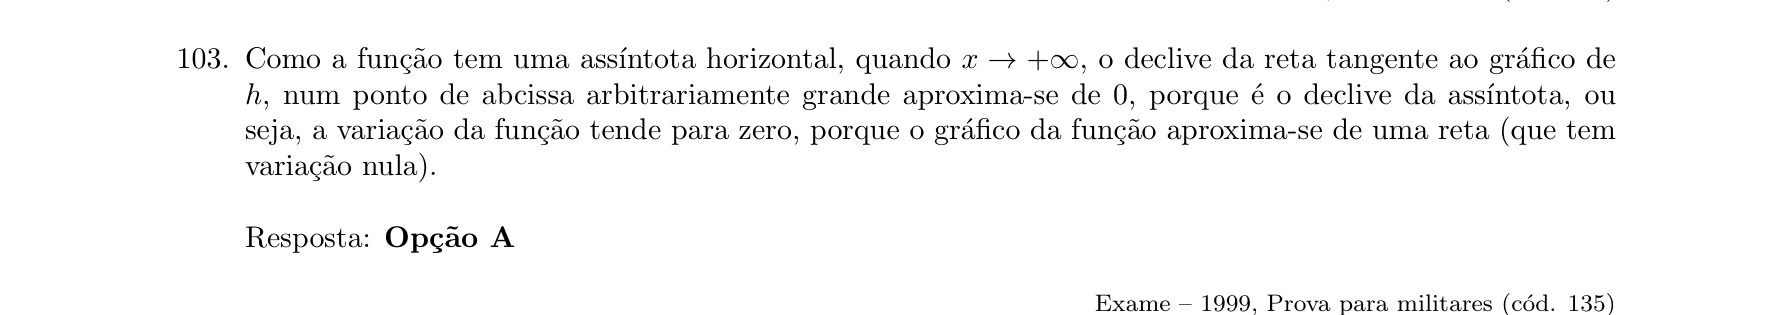 103. Como a função tem uma assíntota horizontal, quando x → +∞, o declive da reta tangente ao gráfico de
h, num ponto de abcissa arbitrariamente grande aproxima-se de 0, porque é o declive da assíntota, ou
seja, a variação da função tende para zero, porque o gráfico da função aproxima-se de uma reta (que tem
variação nula).
Resposta: Opção A
Exame – 1999, Prova para militares (cód. 135)